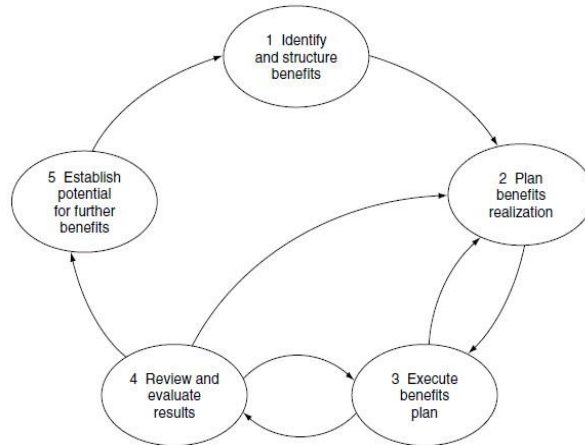 1 Identify
and structure
benefits
5 Establish
potential
for further
benefits
2 Plan
benefits
realization
4 Review and
evaluate
results
3 Execute
benefits
plan